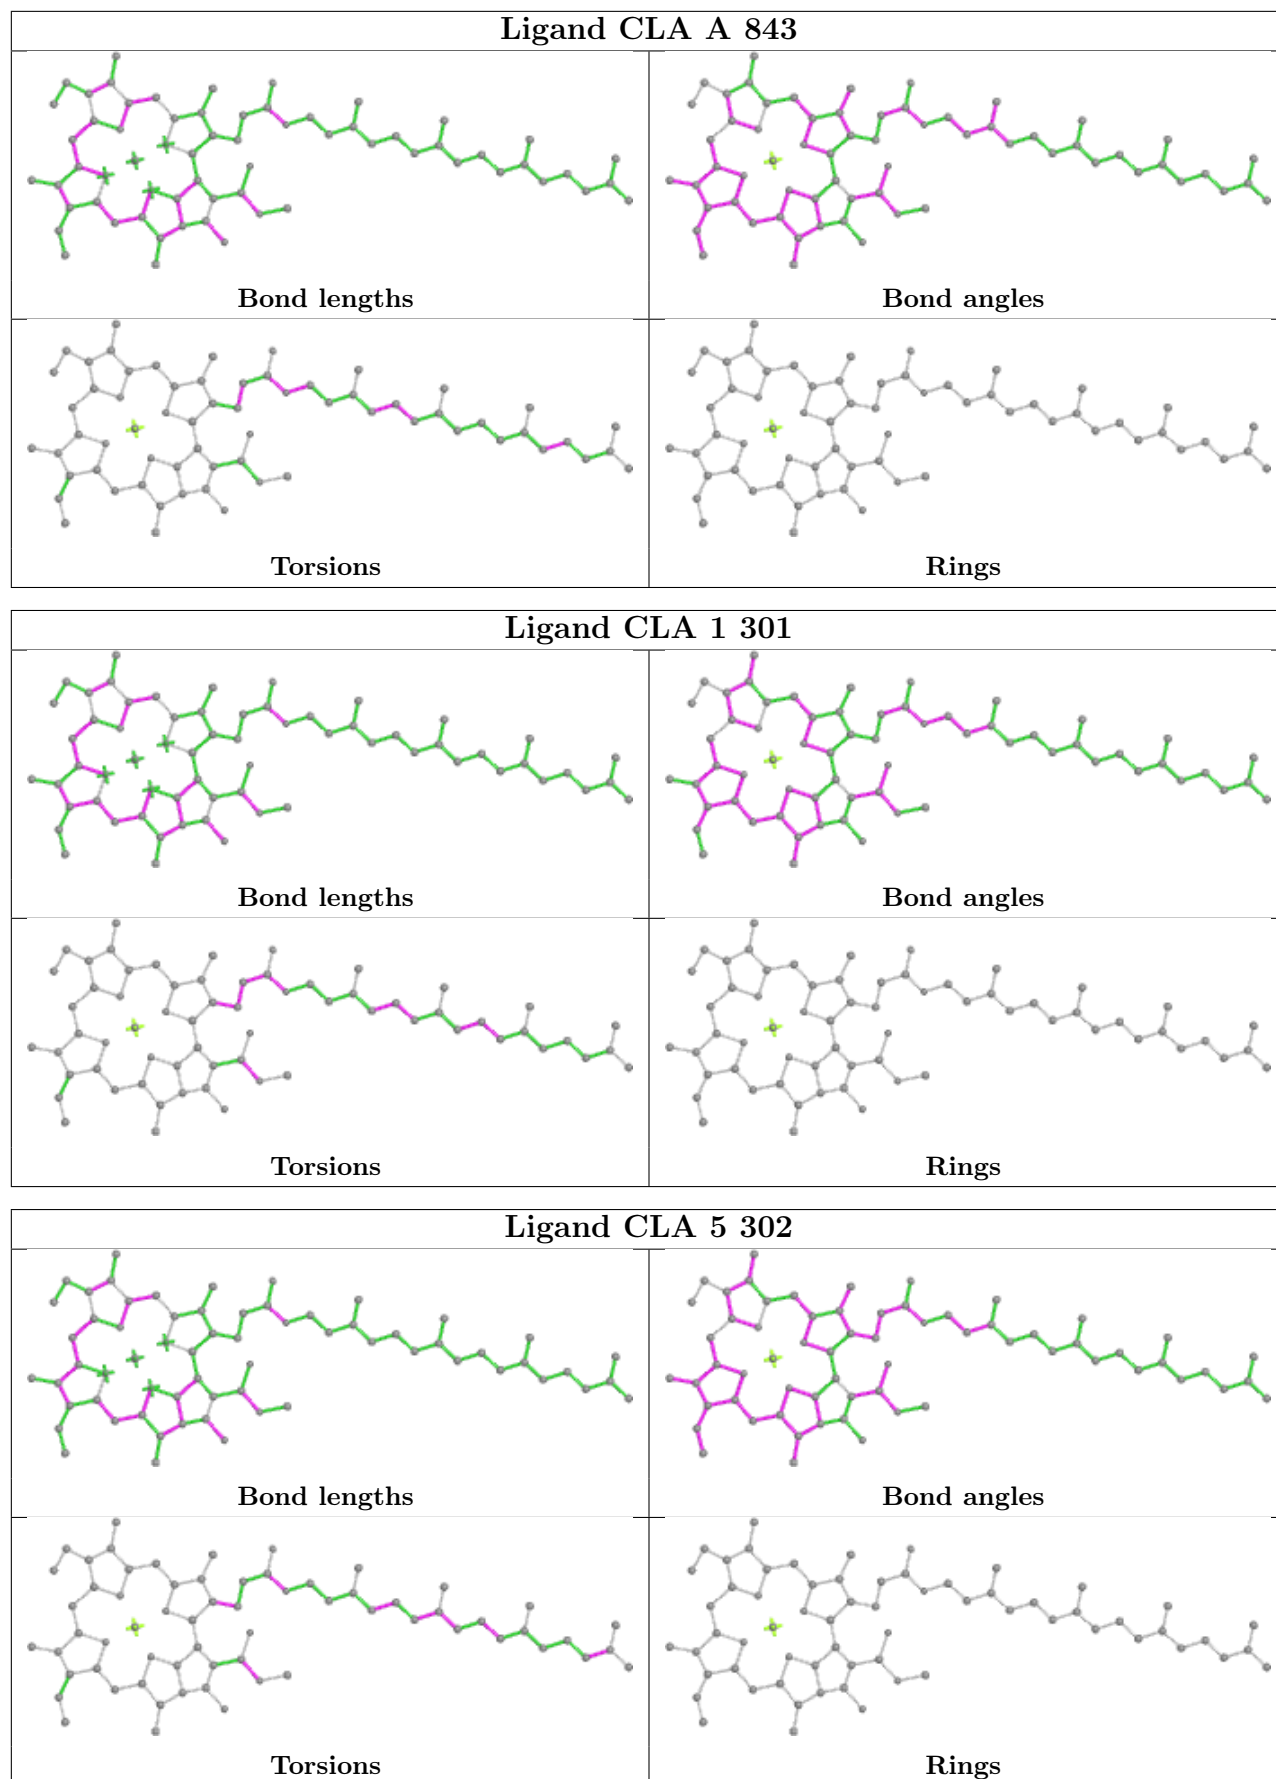 Ligand CLA A 843
Bond lengths
Bond angles
Torsions
Rings
Ligand CLA 1 301
Bond lengths
Bond angles
Torsions
Rings
Ligand CLA 5 302
Bond lengths
Bond angles
Torsions
Rings